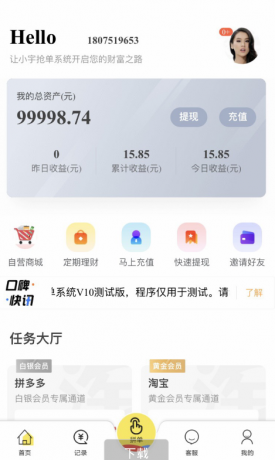 Hello 1807519653
让小宇抢单系统开启您的财富之路
我的总资产(元)
99998.74
提现 充值
0 15.85 15.85
昨日收益(元) 累计收益(元) 今日收益(元)
自营商城 定期理财 马上充值 快速提现 邀请好友
口碑快讯
单系统V10测试版，程序仅用于测试。请 了解
任务大厅
白银会员 黄金会员
拼多多 淘宝
白银会员专属通道 黄金会员专属通道
首页 记录 抢单 客服 我的
下载